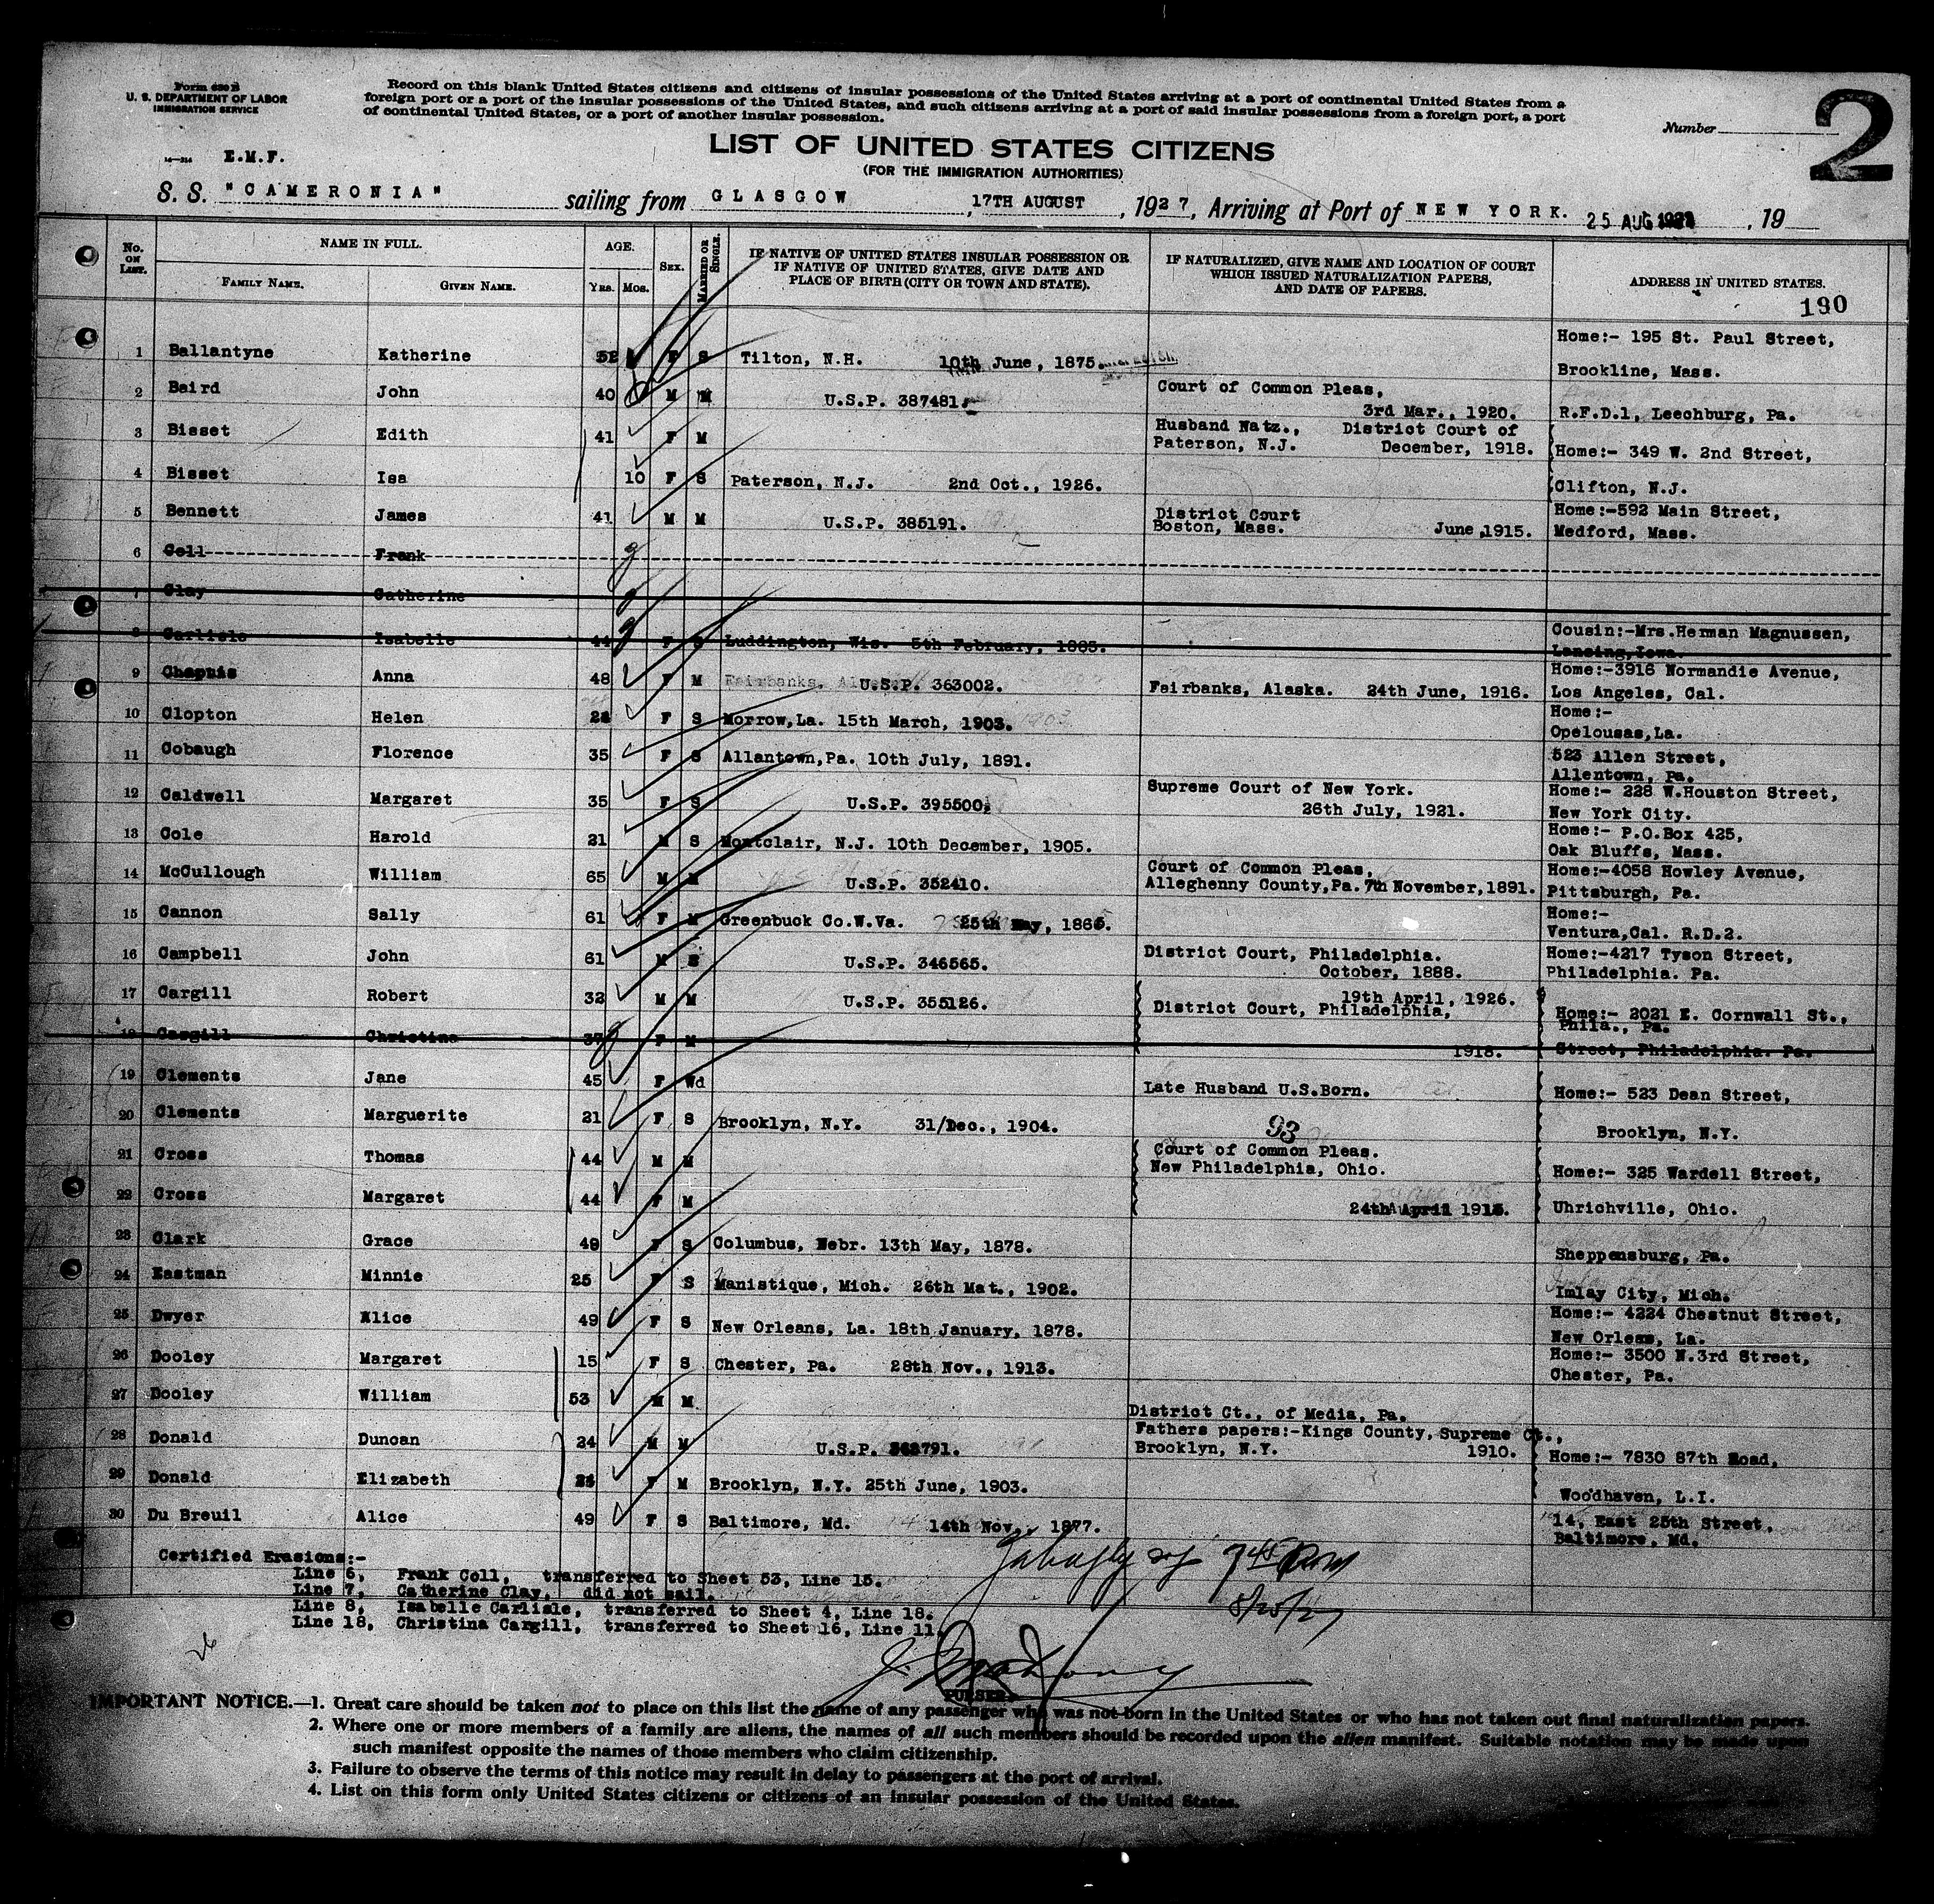 Form 630 B
U. S. DEPARTMENT OF LABOR
IMMIGRATION SERVICE
Record on this blank United States citizens and citizens of insular possessions of the United States arriving at a port of continental United States from a
foreign port or a port of the insular possessions of the United States, and such citizens arriving at a port of said insular possessions from a foreign port, a port
of continental United States, or a port of another insular possession.
Number
2
LIST OF UNITED STATES CITIZENS
(FOR THE IMMIGRATION AUTHORITIES)
E.M.F.
S. S. "CAMERONIA" sailing from GLASGOW, 17TH AUGUST, 1927, Arriving at Port of NEW YORK. 25 AUG , 19
No. ON LIST. NAME IN FULL. AGE. SEX. MARRIED OR SINGLE. IF NATIVE OF UNITED STATES INSULAR POSSESSION OR IF NATIVE OF UNITED STATES, GIVE DATE AND PLACE OF BIRTH (CITY OR TOWN AND STATE). IF NATURALIZED, GIVE NAME AND LOCATION OF COURT WHICH ISSUED NATURALIZATION PAPERS, AND DATE OF PAPERS. ADDRESS IN UNITED STATES.
FAMILY NAME. GIVEN NAME. YRS. MOS.
190
1 Ballantyne Katherine 52 F S Tilton, N.H. 10th June, 1875. Home:- 195 St. Paul Street,
Brookline, Mass.
2 Baird John 40 M M U.S.P. 387481. Court of Common Pleas,
3rd Mar., 1920. R.F.D.1, Leechburg, Pa.
3 Bisset Edith 41 F M Husband Natz., District Court of
Paterson, N.J. December, 1918. Home:- 349 W. 2nd Street,
4 Bisset Isa 10 F S Paterson, N.J. 2nd Oct., 1926. Clifton, N.J.
5 Bennett James 41 M M U.S.P. 385191. District Court
Boston, Mass. June, 1915. Home:-592 Main Street,
Medford, Mass.
6 Coll Frank
7 Clay Catherine
8 Carlisle Isabelle 44 F S Luddington, Wis. 5th February, 1883. Cousin:-Mrs.Herman Magnussen,
Lansing, Iowa.
9 Chapuis Anna 48 F M Fairbanks. U.S.P. 363002. Fairbanks, Alaska. 24th June, 1916. Home:-3916 Normandie Avenue,
Los Angeles, Cal.
10 Clopton Helen F S Morrow,La. 15th March, 1903. 1903 Home:-
Opelousas,La.
11 Cobaugh Florence 35 F S Allantown,Pa. 10th July, 1891. 523 Allen Street,
Allentown, Pa.
12 Caldwell Margaret 35 F S U.S.P. 395500. Supreme Court of New York.
26th July, 1921. Home:- 228 W.Houston Street,
New York City.
13 Cole Harold 21 M S Montclair, N.J. 10th December, 1905. Home:- P.O.Box 425,
Oak Bluffs, Mass.
14 McCullough William 65 M M U.S.P. 352410. Court of Common Pleas,
Alleghenny County,Pa. 7th November,1891. Home:-4058 Howley Avenue,
Pittsburgh, Pa.
15 Cannon Sally 61 F M Greenbuck Co.W.Va. 25th May, 1866. Home:-
Ventura,Cal. R.D.2.
16 Campbell John 61 M S U.S.P. 346565. District Court, Philadelphia.
October, 1888. Home:-4217 Tyson Street,
Philadelphia. Pa.
17 Cargill Robert 32 M M U.S.P. 355126. 19th April, 1926.
District Court, Philadelphia, Home:- 2021 E. Cornwall St.,
Phila., Pa.
18 Cargill Christina 37 F M 1918. Street, Philadelphia. Pa.
19 Clements Jane 45 F Wd Late Husband U.S.Born. Home:- 523 Dean Street,
20 Clements Marguerite 21 F S Brooklyn, N.Y. 31/Dec., 1904. 93
Brooklyn, N.Y.
21 Cross Thomas 44 M M Court of Common Pleas.
New Philadelphia, Ohio. Home:- 325 Wardell Street,
22 Cross Margaret 44 F M 24th April Uhrichville, Ohio.
23 Clark Grace 49 F S Columbus, Nebr. 13th May, 1878. Sheppensburg, Pa.
24 Eastman Minnie 25 F S Manistique, Mich. 26th Mat., 1902. Imlay City, Mich.
25 Dwyer Alice 49 F S New Orleans, La. 18th January, 1878. Home:- 4224 Chestnut Street,
New Orleas, La.
26 Dooley Margaret 15 F S Chester, Pa. 28th Nov., 1913. Home:- 3500 N.3rd Street,
Chester, Pa.
27 Dooley William 53 M M District Ct., of Media, Pa.
28 Donald Duncan 24 M M U.S.P. Fathers papers:-Kings County, Supreme Ct.,
Brooklyn, N.Y. 1910. Home:- 7830 87th Road,
29 Donald Elizabeth F M Brooklyn, N.Y. 25th June, 1903. Woodhaven, L.I.
30 Du Breuil Alice 49 F S Baltimore, Md. 14th Nov., 1877. 14, East 25th Street,
Baltimore, Md.
Certified Erasions:-
Line 6, Frank Coll, transferred to Sheet 53, Line 15.
Line 7, Catherine Clay, did not sail.
Line 8, Isabelle Carlisle, transferred to Sheet 4, Line 18.
Line 18, Christina Cargill, transferred to Sheet 16, Line 11.
8/25/27
26
PURSER.
IMPORTANT NOTICE.—1. Great care should be taken not to place on this list the name of any passenger who was not born in the United States or who has not taken out final naturalization papers.
2. Where one or more members of a family are aliens, the names of all such members should be recorded upon the alien manifest. Suitable notation may be made upon
such manifest opposite the names of those members who claim citizenship.
3. Failure to observe the terms of this notice may result in delay to passengers at the port of arrival.
4. List on this form only United States citizens or citizens of an insular possession of the United States.